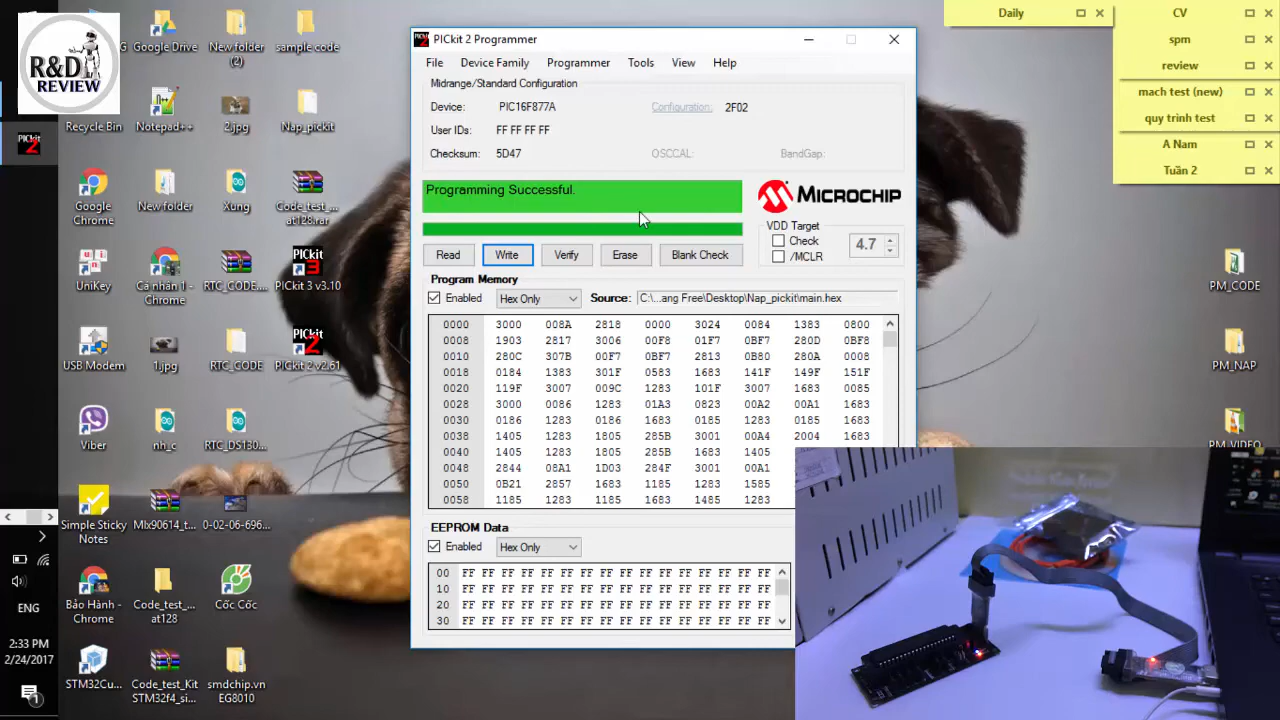 R&D
REVIEW
Google Drive
New folder
(2)
sample code
Recycle Bin
Notepad++
2.jpg
Nap_pickit
Google
Chrome
New folder
Xung
Code_test_...
at128.rar
UniKey
Cá nhân 1 -
Chrome
RTC_CODE....
PICkit 3 v3.10
USB Modem
1.jpg
RTC_CODE
PICkit 2 v2.61
Viber
nh_c
RTC_DS130...
Simple Sticky
Notes
Mlx90614_t...
0-02-06-696...
Bảo Hành -
Chrome
Code_test_...
at128
Cốc Cốc
STM32Cu...
Code_test_Kit
STM32f4_si...
smdchip.vn
EG8010
ENG
2:33 PM
2/24/2017
1
PICkit 2 Programmer
File Device Family Programmer Tools View Help
Midrange/Standard Configuration
Device: PIC16F877A Configuration: 2F02
User IDs: FF FF FF FF
Checksum: 5D47 OSCCAL: BandGap:
Programming Successful.
MICROCHIP
VDD Target
Check
/MCLR
4.7
Read Write Verify Erase Blank Check
Program Memory
Enabled Hex Only Source: C:\...ang Free\Desktop\Nap_pickit\main.hex
0000 3000 008A 2818 0000 3024 0084 1383 0800
0008 1903 2817 3006 00F8 01F7 0BF7 280D 0BF8
0010 280C 307B 00F7 0BF7 2813 0B80 280A 0008
0018 0184 1383 301F 0583 1683 141F 149F 151F
0020 119F 3007 009C 1283 101F 3007 1683 0085
0028 3000 0086 1283 01A3 0823 00A2 00A1 1683
0030 0186 1283 0186 1683 0185 1283 0185 1683
0038 1405 1283 1805 285B 3001 00A4 2004 1683
0040 1405 1283 1805 285B 1683 1405
0048 2844 08A1 1D03 284F 3001 00A1
0050 0B21 2857 1683 1185 1283 1585
0058 1185 1283 1185 1683 1485 1283
EEPROM Data
Enabled Hex Only
00 FF FF FF FF FF FF FF FF FF FF FF FF FF FF FF FF
10 FF FF FF FF FF FF FF FF FF FF FF FF FF FF FF FF
20 FF FF FF FF FF FF FF FF FF FF FF FF FF FF FF FF
30 FF FF FF FF FF FF FF FF FF FF FF FF FF FF FF FF
Daily
CV
spm
review
mach test (new)
quy trinh test
A Nam
Tuần 2
PM_CODE
PM_NAP
PM_VIDEO